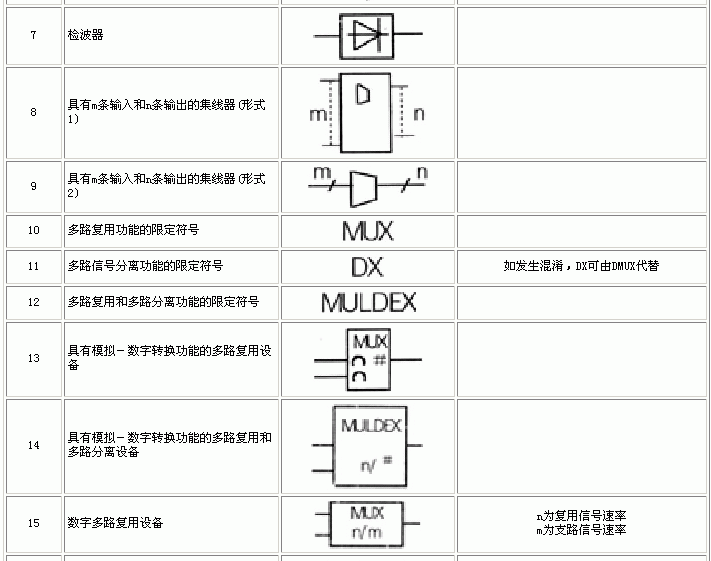 7 检波器
8 具有m条输入和n条输出的集线器(形式
1)
m n
9 具有m条输入和n条输出的集线器(形式
2)
m n
10 多路复用功能的限定符号 MUX
11 多路信号分离功能的限定符号 DX 如发生混淆，DX可由DMUX代替
12 多路复用和多路分离功能的限定符号 MULDEX
13 具有模拟－数字转换功能的多路复用设
备
MUX
#
14 具有模拟－数字转换功能的多路复用和
多路分离设备
MULDEX
n/#
15 数字多路复用设备
MUX
n/m
n为复用信号速率
m为支路信号速率